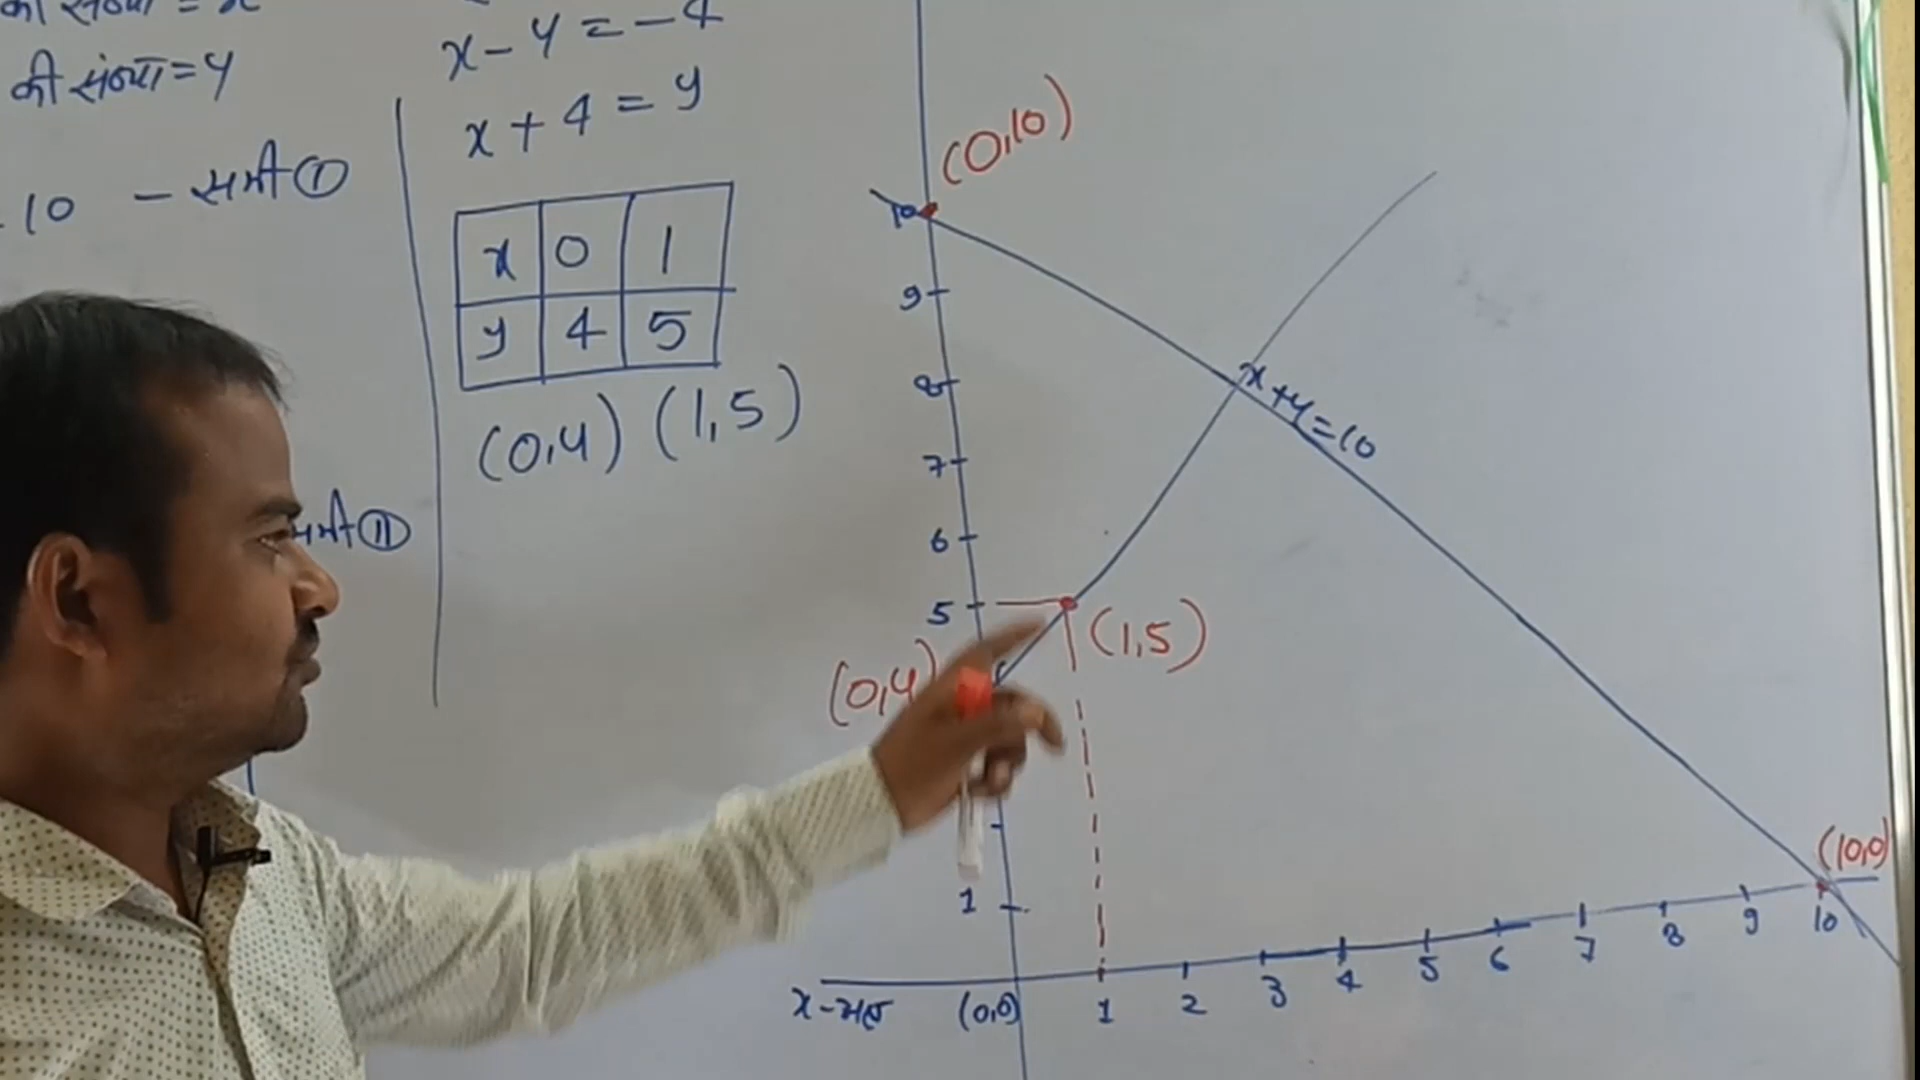 की संख्या = x
की संख्या = y
10 - समी ①
समी ②
x - y = -4
x + 4 = y
x 0 1
y 4 5
(0,4) (1,5)
(0,10)
10
9
8
x + y = 10
7
6
5
(1,5)
(0,4)
(10,0)
1
x-अक्ष (0,0) 1 2 3 4 5 6 7 8 9 10